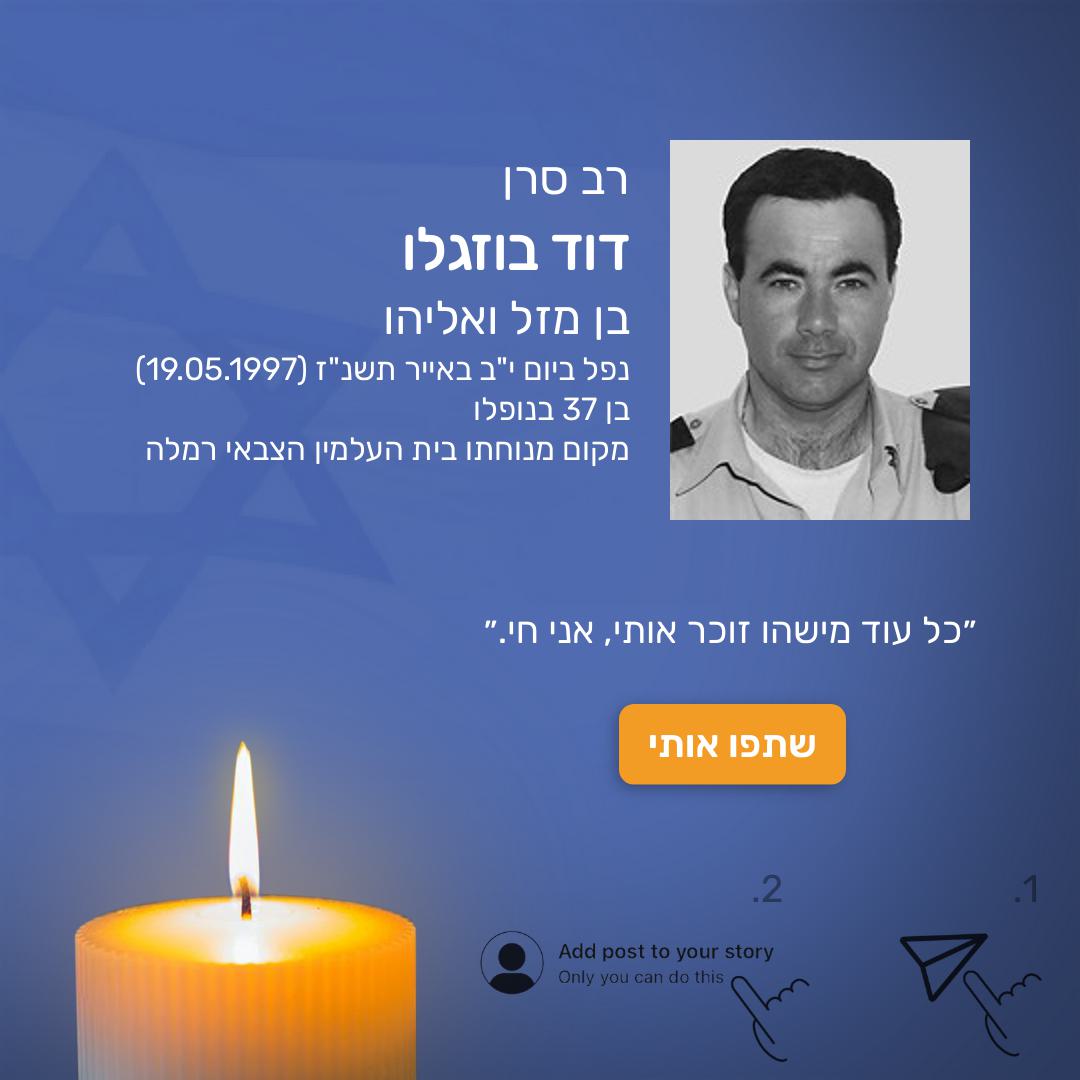 רב סרן
דוד בוזגלו
בן מזל ואליהו
נפל ביום י"ב באייר תשנ"ז (19.05.1997)
בן 37 בנופלו
מקום מנוחתו בית העלמין הצבאי רמלה
״כל עוד מישהו זוכר אותי, אני חי.״
שתפו אותי
1.
2.
Add post to your story
Only you can do this